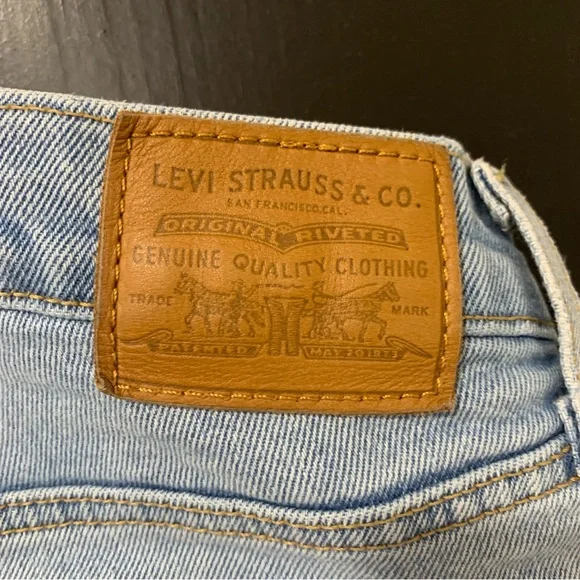 LEVI STRAUSS & CO.
SAN FRANCISCO, CAL.
ORIGINAL RIVETED
GENUINE QUALITY CLOTHING
TRADE MARK
PATENTED MAY 20 1873